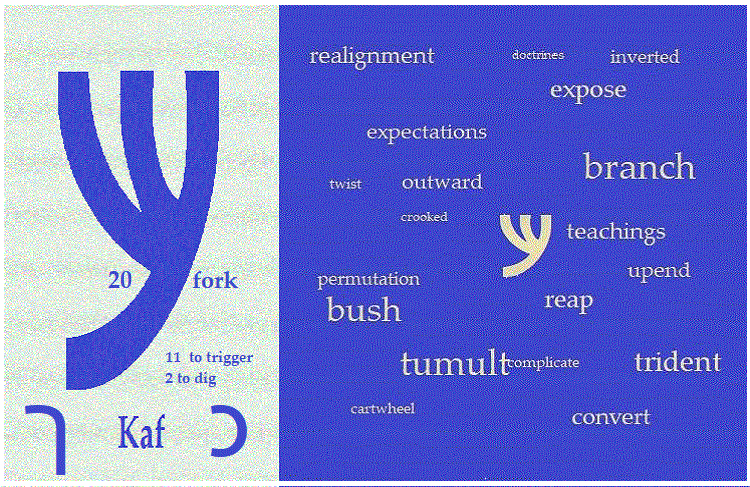 20 fork
11 to trigger
2 to dig
ך Kaf כ
realignment
doctrines
inverted
expose
expectations
branch
twist
outward
crooked
teachings
upend
permutation
reap
bush
tumult
complicate
trident
cartwheel
convert